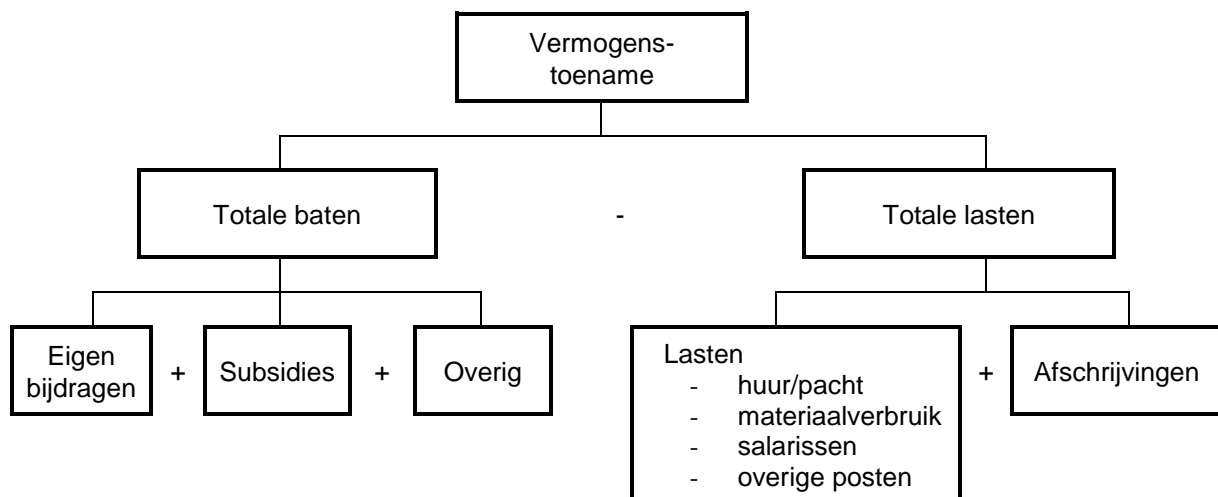 Vermogens-
toename
Totale baten
-
Totale lasten
Eigen
bijdragen
+
Subsidies
+
Overig
Lasten
- huur/pacht
- materiaalverbruik
- salarissen
- overige posten
+
Afschrijvingen